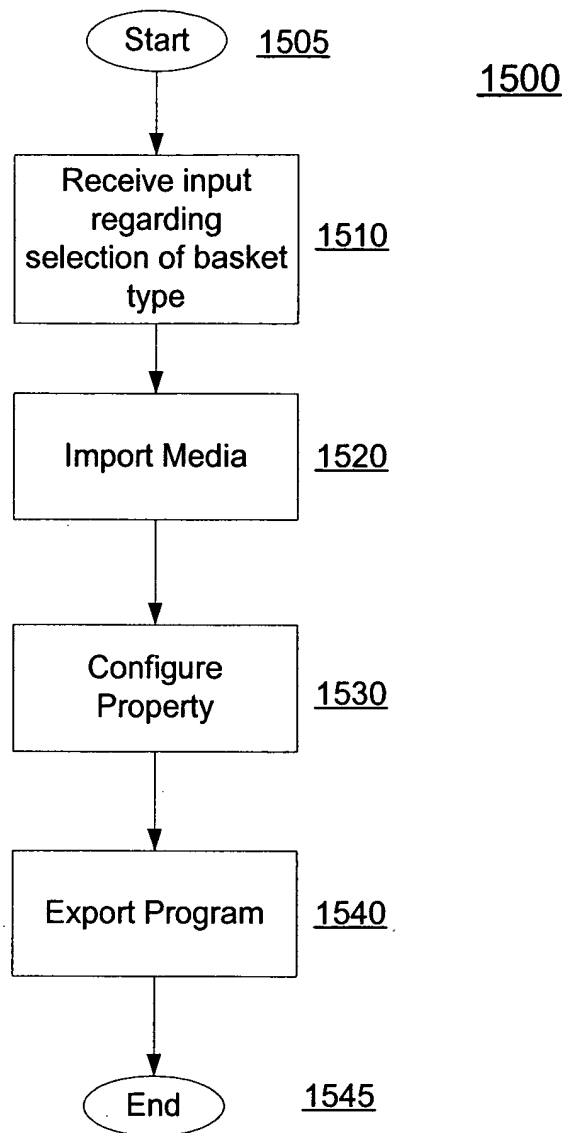 Start 1505
1500
Receive input
regarding
selection of basket
type
1510
Import Media 1520
Configure
Property
1530
Export Program 1540
End 1545